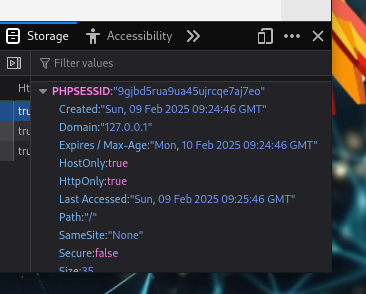 Storage
Accessibility
Filter values
Ht
PHPSESSID:"9gjbd5rua9ua45ujrcqe7aj7eo"
Created:"Sun, 09 Feb 2025 09:24:46 GMT"
tru
Domain:"127.0.0.1"
tru
Expires / Max-Age:"Mon, 10 Feb 2025 09:24:46 GMT"
tru
HostOnly:true
HttpOnly:true
Last Accessed:"Sun, 09 Feb 2025 09:25:46 GMT"
Path:"/"
SameSite:"None"
Secure:false
Size:35